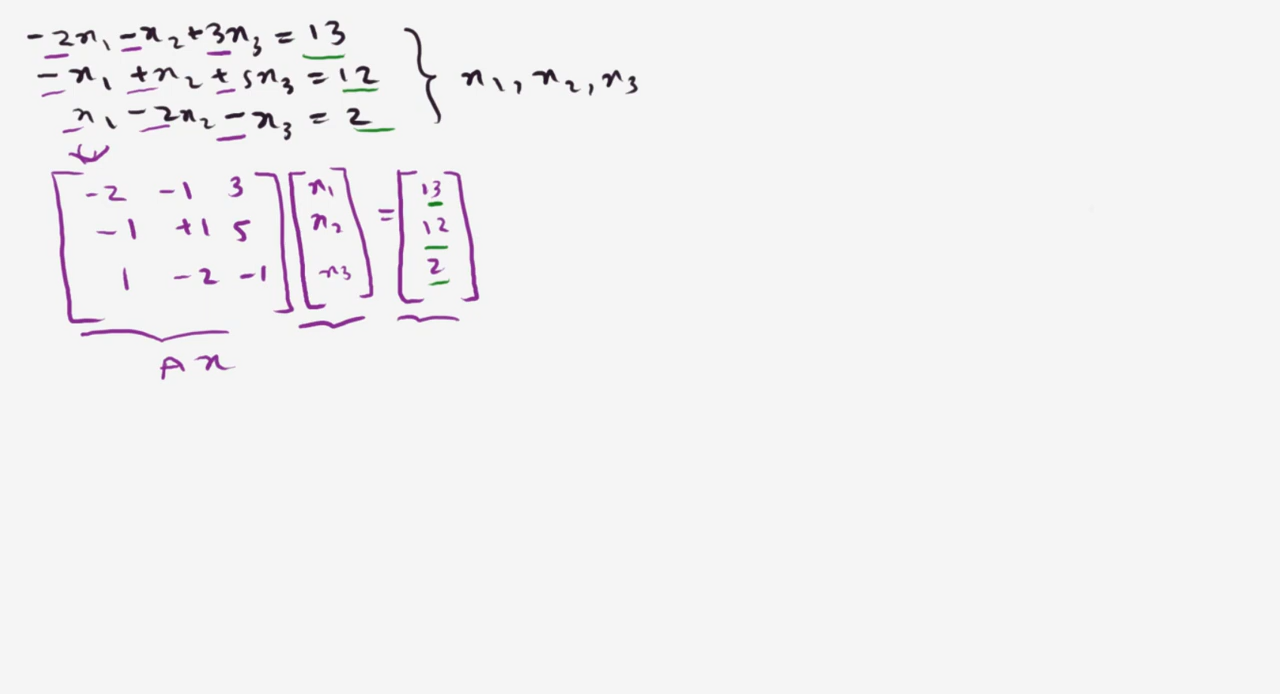 -2x₁ -x₂+3x₃ = 13
-x₁ +x₂ + 5x₃ = 12
x₁ -2x₂ -x₃ = 2
} x₁, x₂, x₃
[-2 -1 3] [x₁] = [13]
[-1 +1 5] [x₂] [12]
[1 -2 -1] [x₃] [2]
A x